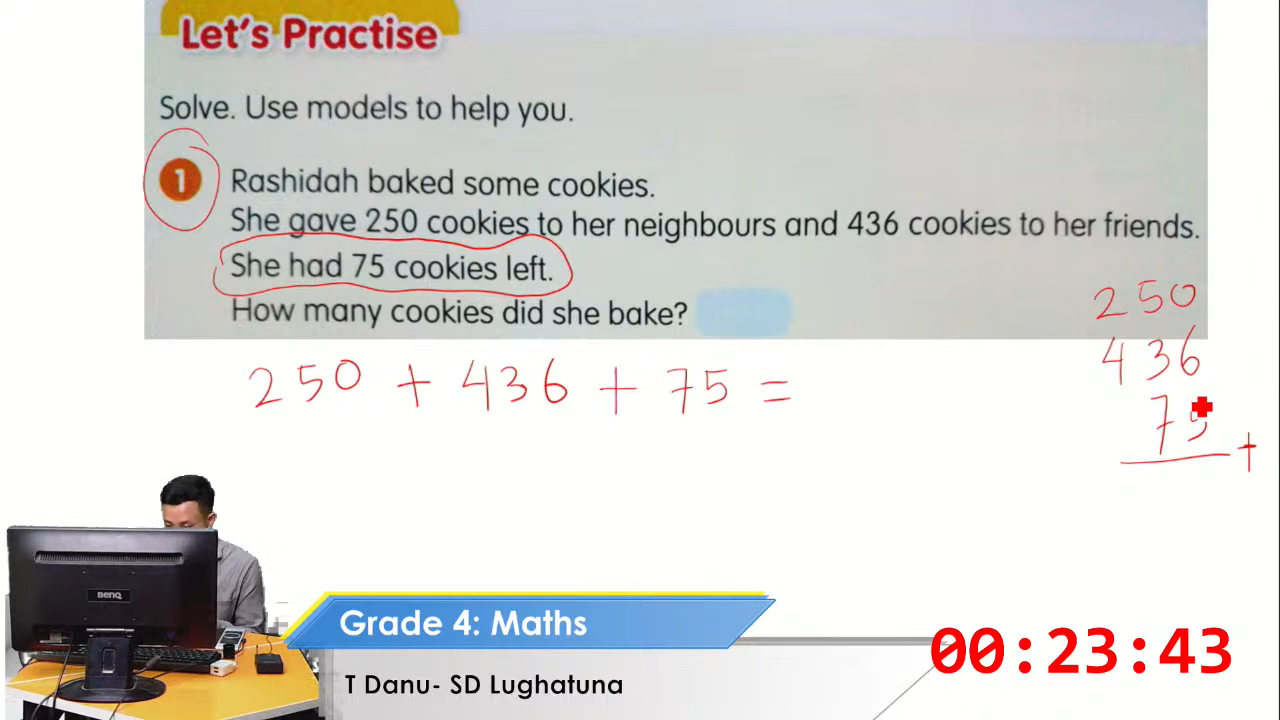 Let's Practise
Solve. Use models to help you.
1 Rashidah baked some cookies.
She gave 250 cookies to her neighbours and 436 cookies to her friends.
She had 75 cookies left.
How many cookies did she bake?
250
436
75
+
250 + 436 + 75 =
BENQ
Grade 4: Maths
T Danu- SD Lughatuna
00:23:43